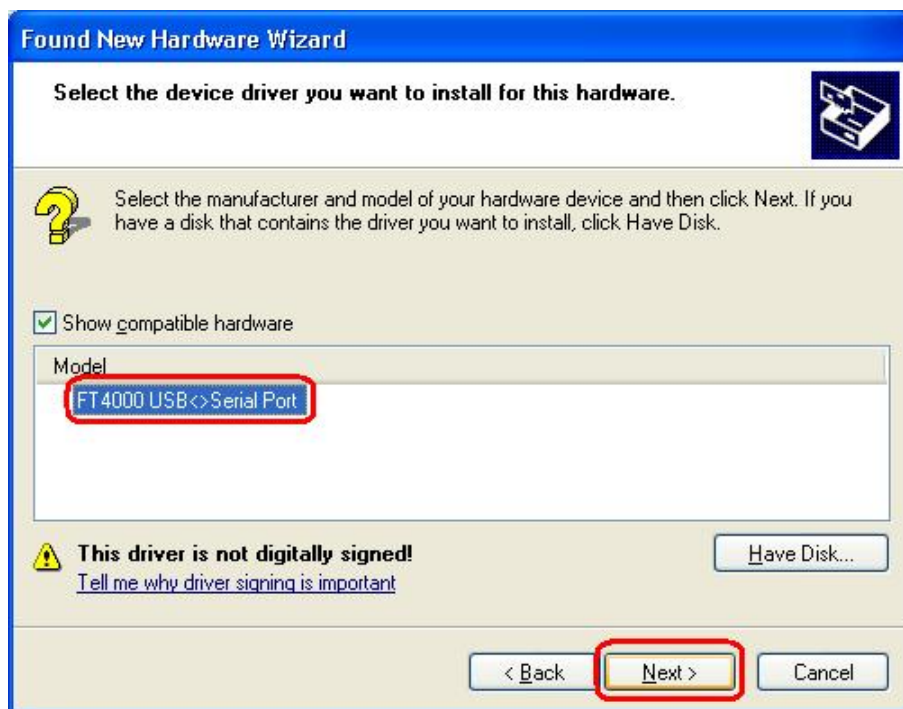 Found New Hardware Wizard
Select the device driver you want to install for this hardware.
Select the manufacturer and model of your hardware device and then click Next. If you
have a disk that contains the driver you want to install, click Have Disk.
Show compatible hardware
Model
FT4000 USB<>Serial Port
This driver is not digitally signed!
Have Disk...
Tell me why driver signing is important
< Back
Next >
Cancel